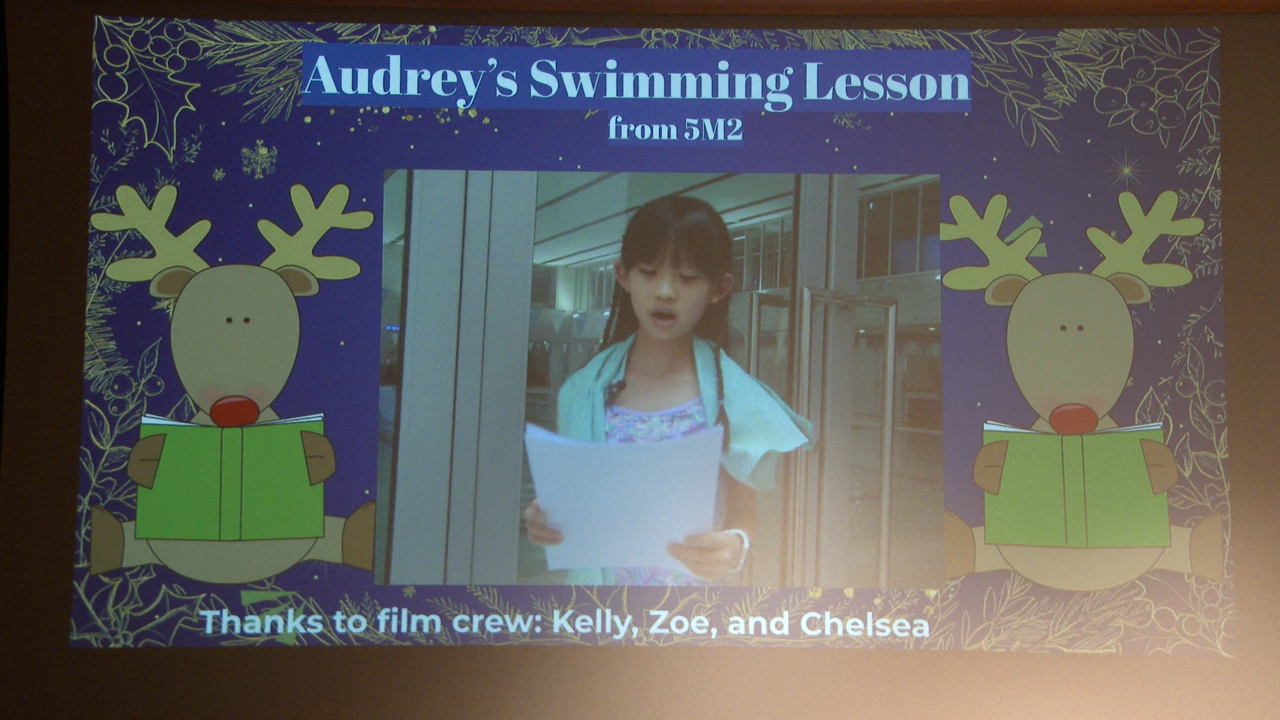 Audrey's Swimming Lesson
from 5M2
Thanks to film crew: Kelly, Zoe, and Chelsea